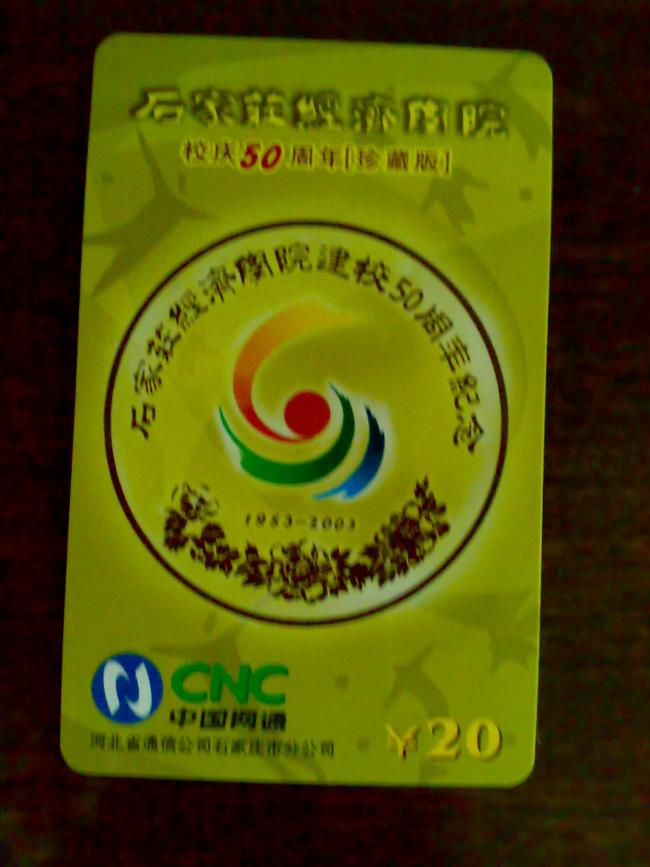 石家莊經濟學院
校庆50周年[珍藏版]
石家莊經濟學院建校50周年紀念
1953-2003
CNC
中国网通
河北省通信公司石家庄市分公司
¥20